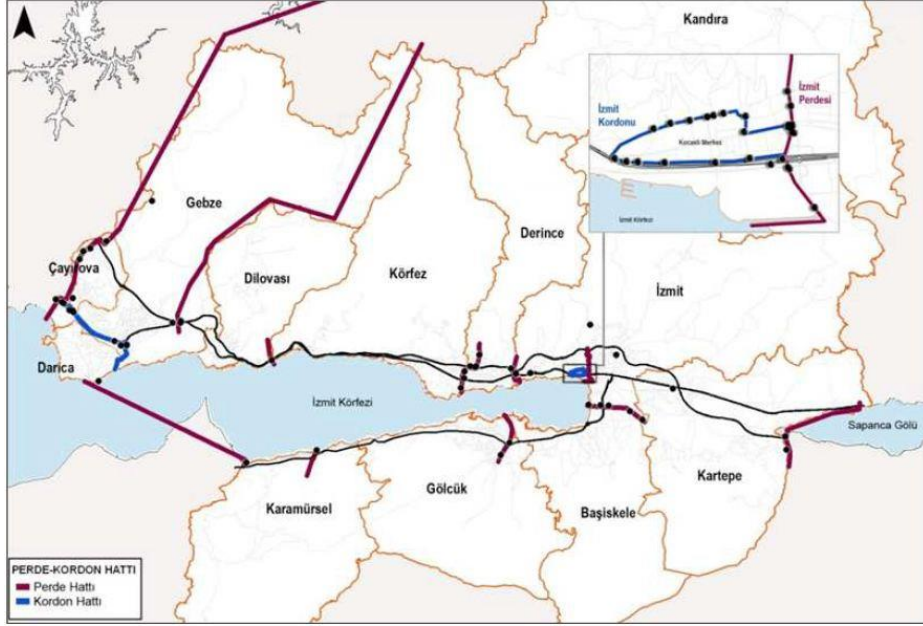 Kandıra
İzmit
Perdesi
İzmit
Kordonu
Kocaeli Merkez
İzmit Körfezi
Gebze
Derince
Çayırova
Dilovası
Körfez
İzmit
Darıca
İzmit Körfezi
Sapanca Gölü
Karamürsel
Gölcük
Başiskele
Kartepe
PERDE-KORDON HATTI
Perde Hattı
Kordon Hattı